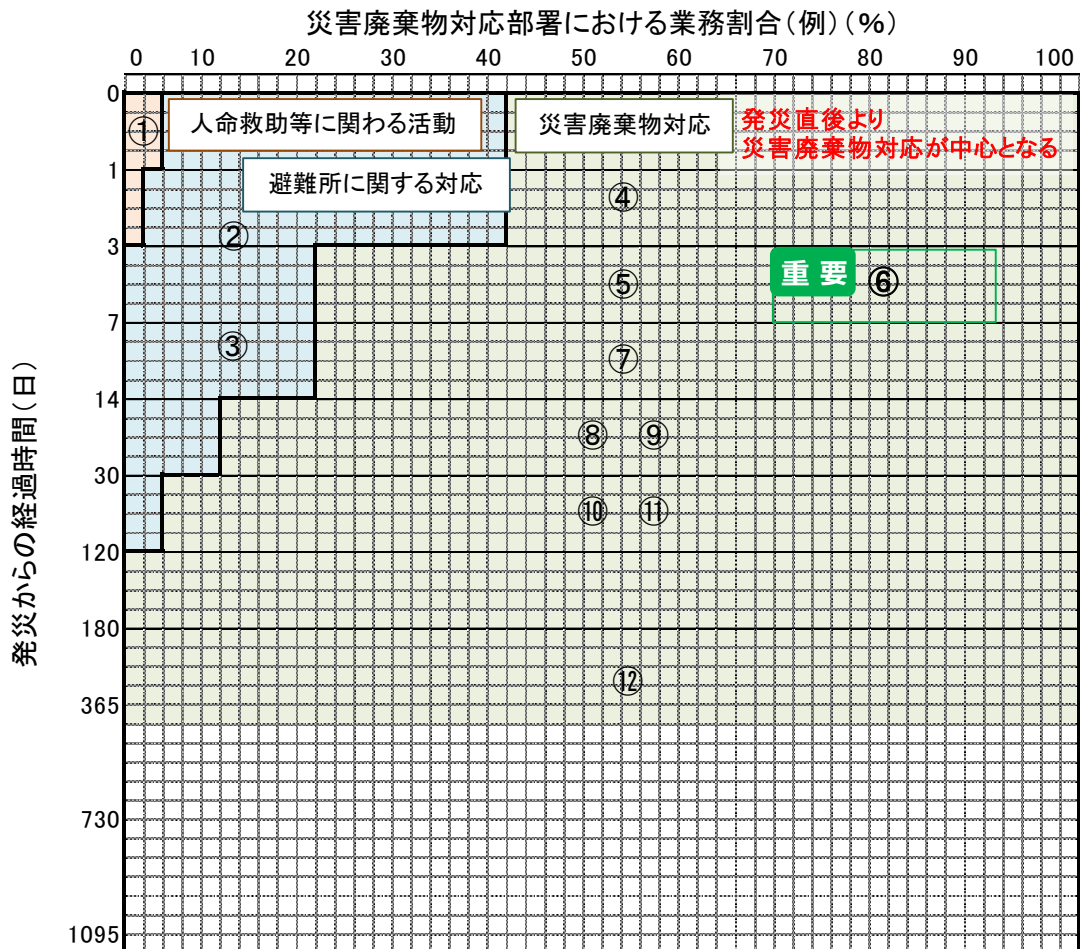 災害廃棄物対応部署における業務割合(例)(%)
0 10 20 30 40 50 60 70 80 90 100
0
① 人命救助等に関わる活動 災害廃棄物対応 発災直後より
災害廃棄物対応が中心となる
1
避難所に関する対応 ④
②
3
重要 ⑥
⑤
7
③ ⑦
14
⑧ ⑨
30
⑩ ⑪
120
180
⑫
365
730
1095
発災からの経過時間(日)